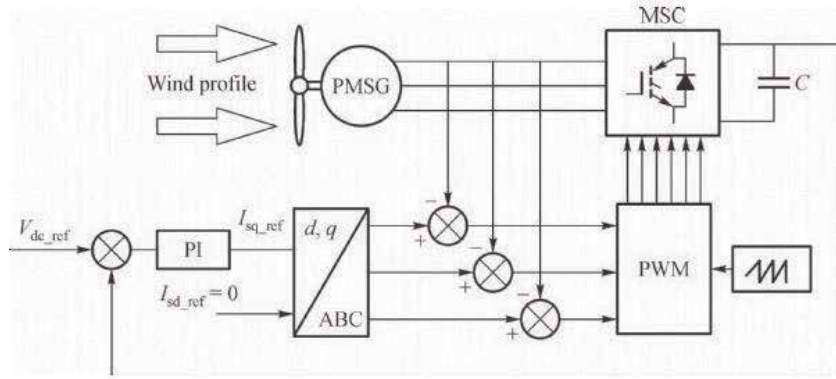 MSC
Wind profile
PMSG
C
V_dc_ref
I_sq_ref
PI
d, q
I_sd_ref = 0
ABC
PWM
− + − + − +